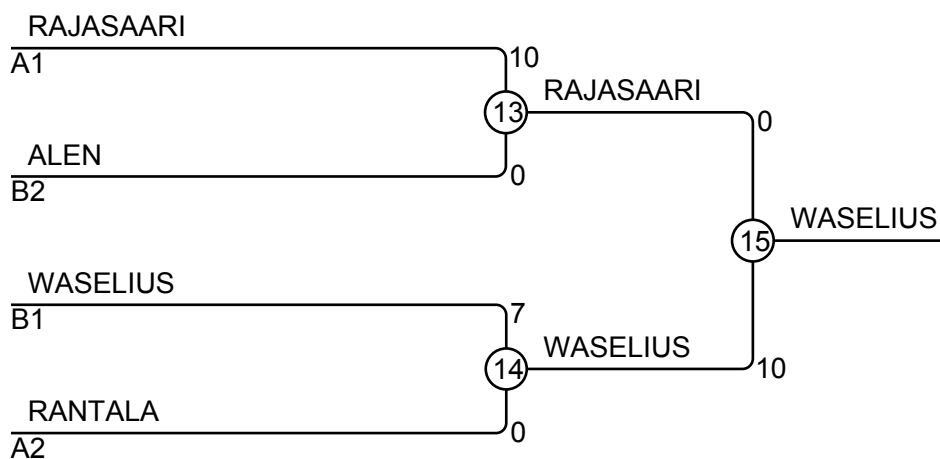 RAJASAARI
A1
10
13
RAJASAARI
0
ALEN
B2
0
15
WASELIUS
WASELIUS
B1
7
14
WASELIUS
10
RANTALA
A2
0